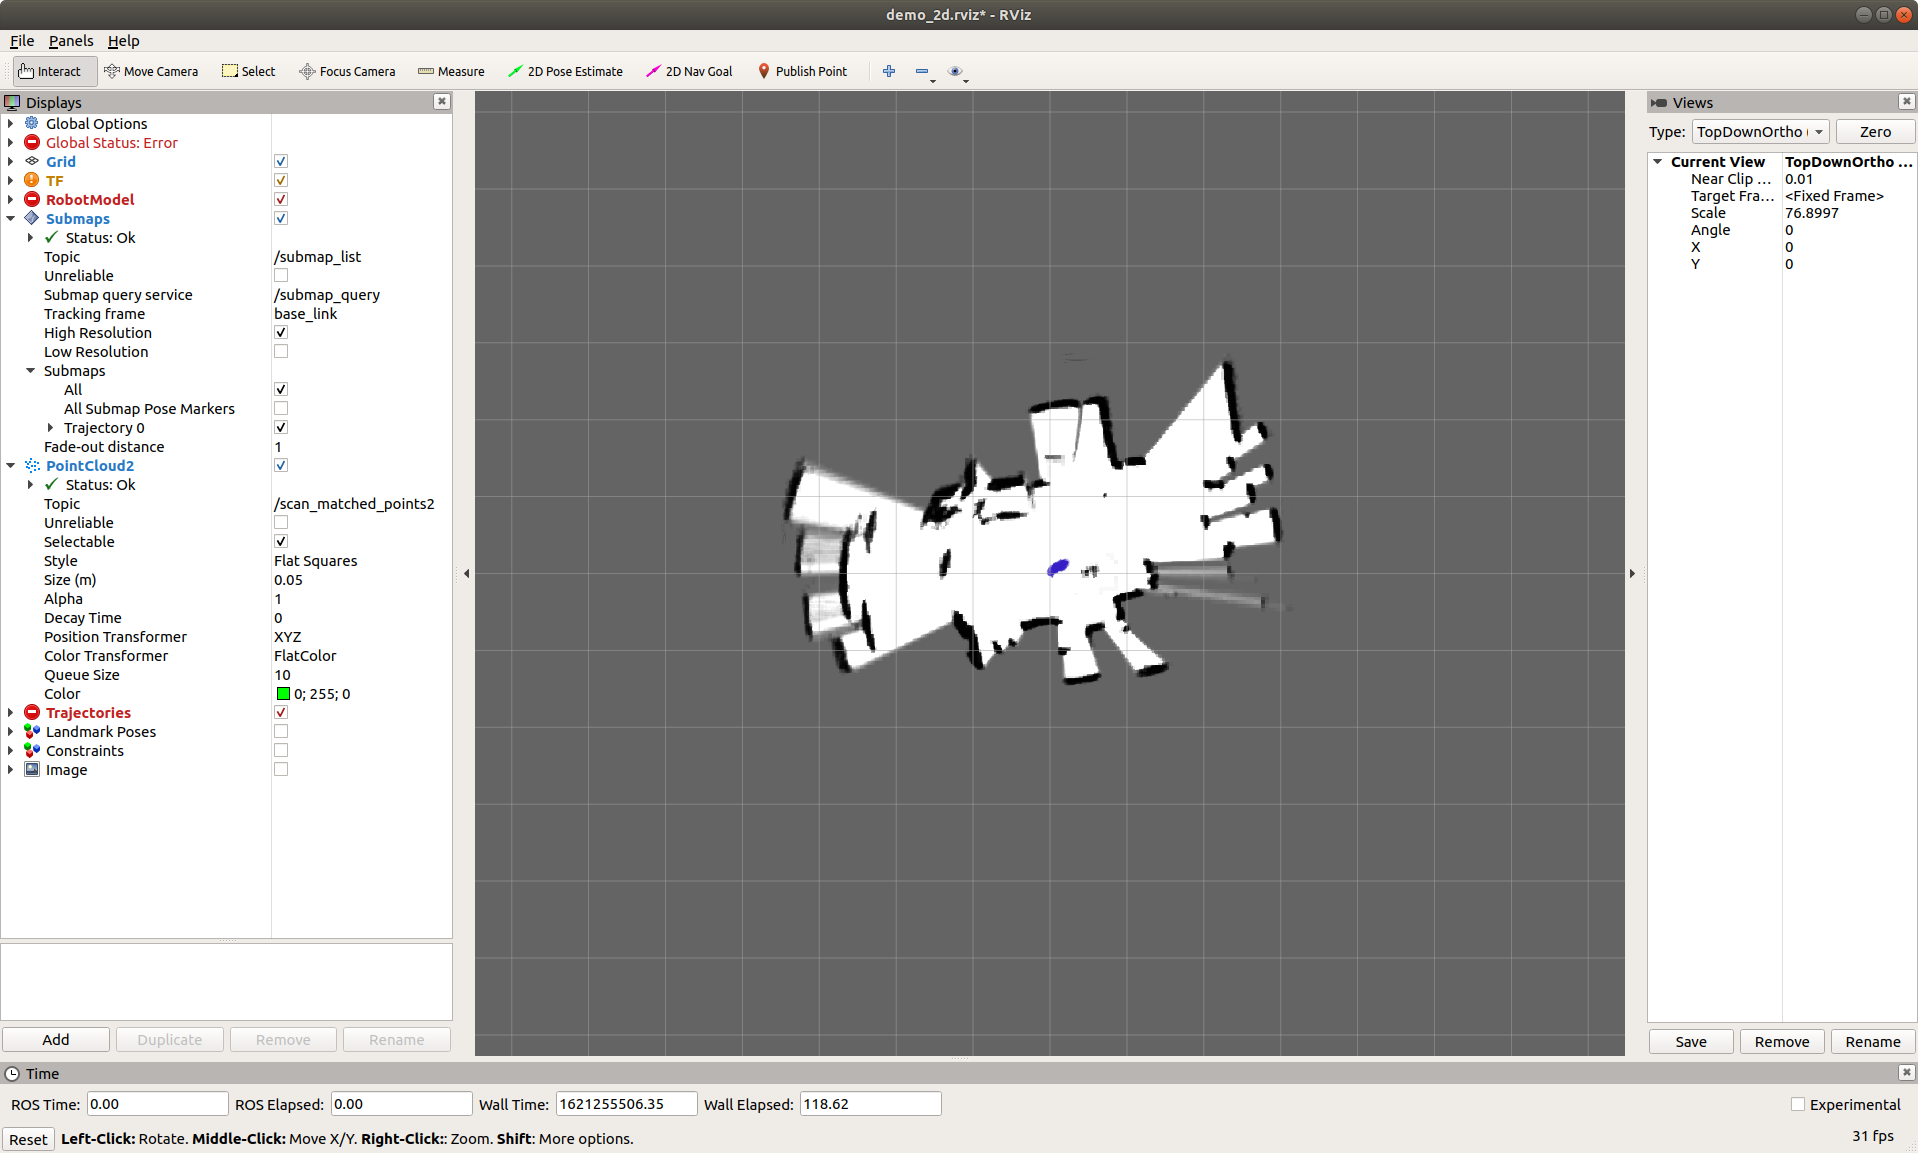 demo_2d.rviz* - RViz
File Panels Help
Interact Move Camera Select Focus Camera Measure 2D Pose Estimate 2D Nav Goal Publish Point
Displays
Global Options
Global Status: Error
Grid
TF
RobotModel
Submaps
Status: Ok
Topic /submap_list
Unreliable
Submap query service /submap_query
Tracking frame base_link
High Resolution
Low Resolution
Submaps
All
All Submap Pose Markers
Trajectory 0
Fade-out distance 1
PointCloud2
Status: Ok
Topic /scan_matched_points2
Unreliable
Selectable
Style Flat Squares
Size (m) 0.05
Alpha 1
Decay Time 0
Position Transformer XYZ
Color Transformer FlatColor
Queue Size 10
Color 0; 255; 0
Trajectories
Landmark Poses
Constraints
Image
Add Duplicate Remove Rename
Views
Type: TopDownOrtho ( Zero
Current View TopDownOrtho ...
Near Clip ... 0.01
Target Fra... <Fixed Frame>
Scale 76.8997
Angle 0
X 0
Y 0
Save Remove Rename
Time
ROS Time: 0.00 ROS Elapsed: 0.00 Wall Time: 1621255506.35 Wall Elapsed: 118.62 Experimental
Reset Left-Click: Rotate. Middle-Click: Move X/Y. Right-Click:: Zoom. Shift: More options. 31 fps